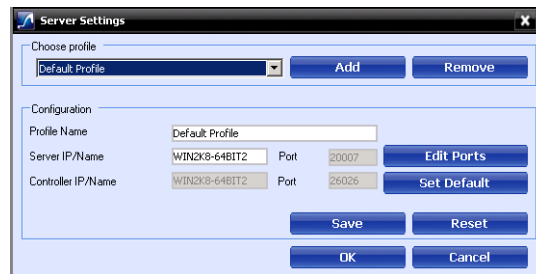 Server Settings
Choose profile
Default Profile Add Remove
Configuration
Profile Name Default Profile
Server IP/Name WIN2K8-64BIT2 Port 20007 Edit Ports
Controller IP/Name WIN2K8-64BIT2 Port 26026 Set Default
Save Reset
OK Cancel